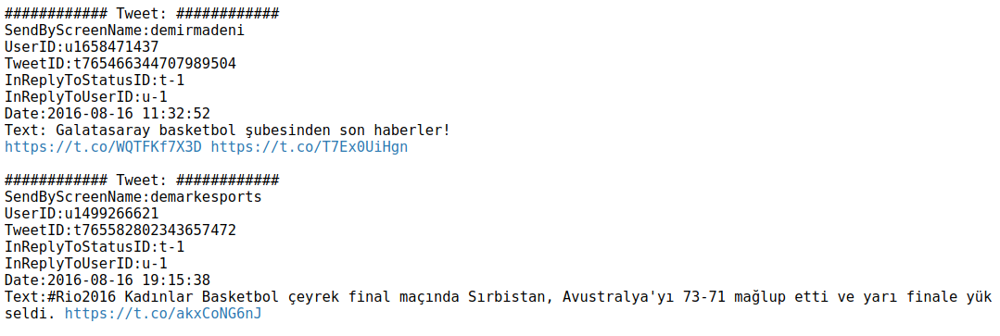 ############ Tweet: ############
SendByScreenName:demirmadeni
UserID:u1658471437
TweetID:t765466344707989504
InReplyToStatusID:t-1
InReplyToUserID:u-1
Date:2016-08-16 11:32:52
Text: Galatasaray basketbol şubesinden son haberler!
https://t.co/WQTFKf7X3D https://t.co/T7Ex0UiHgn
############ Tweet: ############
SendByScreenName:demarkesports
UserID:u1499266621
TweetID:t765582802343657472
InReplyToStatusID:t-1
InReplyToUserID:u-1
Date:2016-08-16 19:15:38
Text:#Rio2016 Kadınlar Basketbol çeyrek final maçında Sırbistan, Avustralya'yı 73-71 mağlup etti ve yarı finale yük
seldi. https://t.co/akxCoNG6nJ